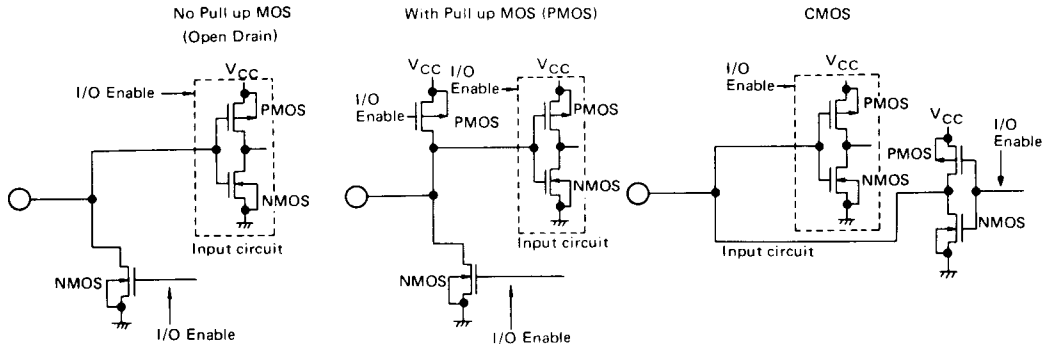 No Pull up MOS
(Open Drain)
I/O Enable
VCC
PMOS
NMOS
Input circuit
NMOS
I/O Enable
With Pull up MOS (PMOS)
VCC
I/O
Enable
I/O
Enable
PMOS
VCC
PMOS
NMOS
Input circuit
NMOS
I/O Enable
CMOS
I/O
Enable
VCC
PMOS
NMOS
Input circuit
VCC
PMOS
I/O
Enable
NMOS